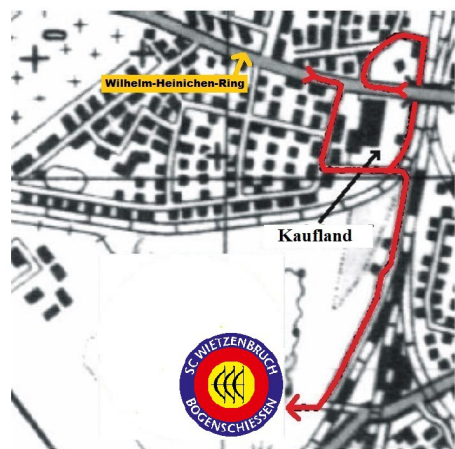 Wilhelm-Heinichen-Ring
Kaufland
SC WIETZENBRUCH
BOGENSCHIESSEN